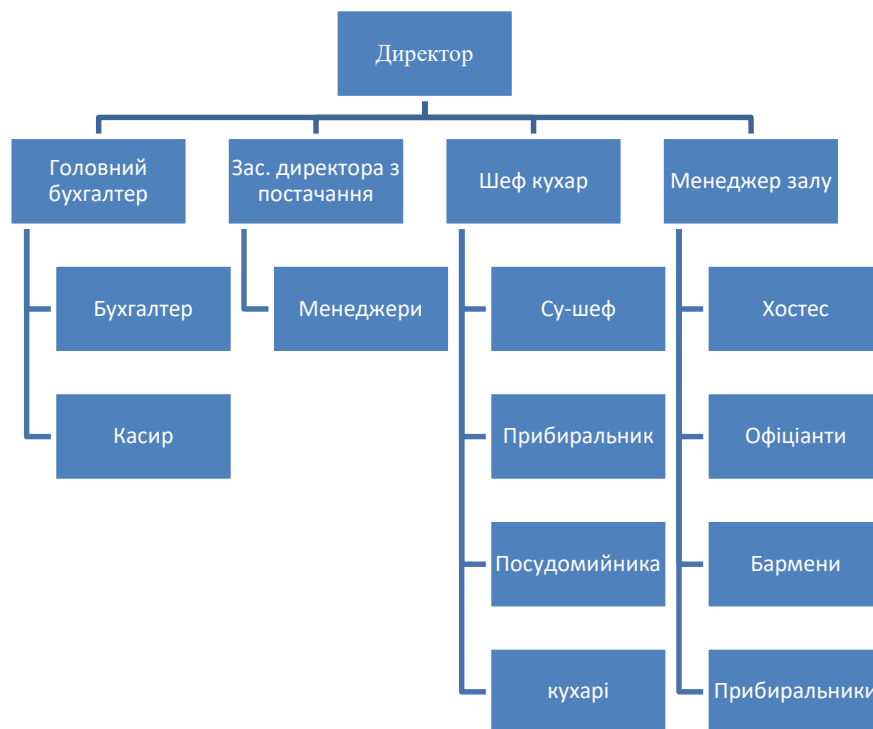 Директор
Головний
бухгалтер
Зас. директора з
постачання
Шеф кухар
Менеджер залу
Бухгалтер
Менеджери
Су-шеф
Хостес
Касир
Прибиральник
Офіціанти
Посудомийника
Бармени
кухарі
Прибиральники